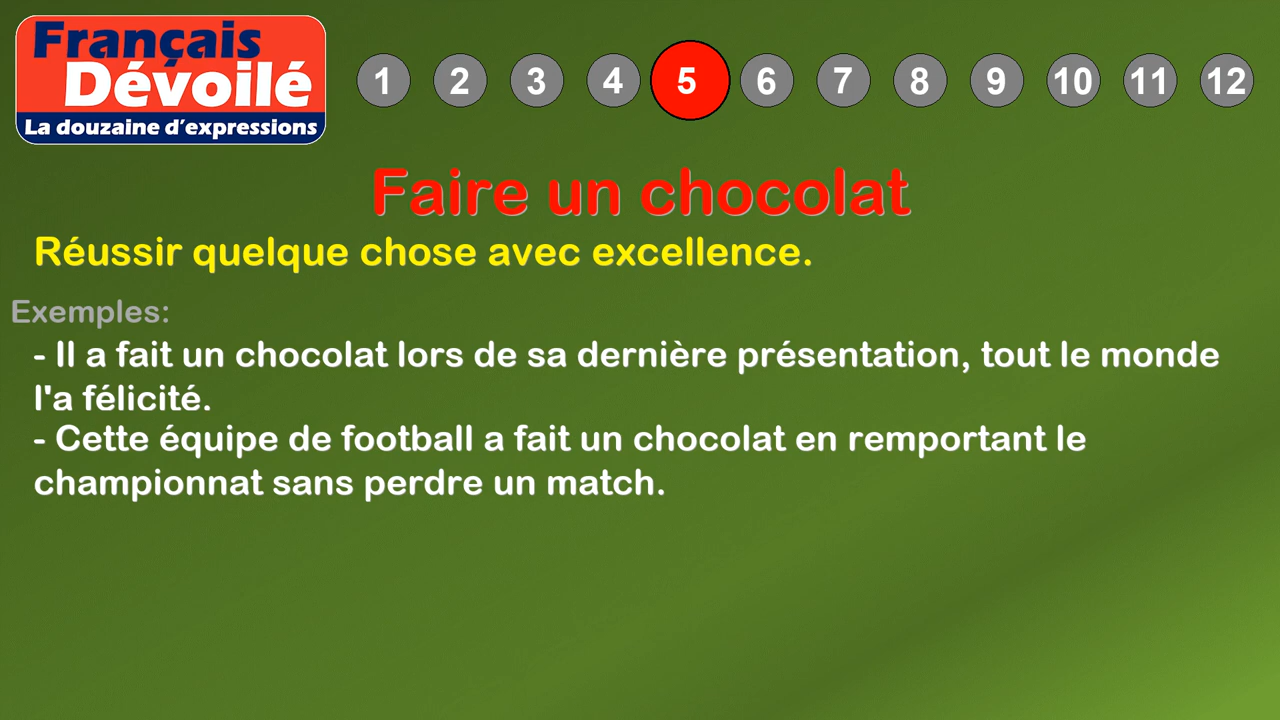 Français
Dévoilé
La douzaine d'expressions
1 2 3 4 5 6 7 8 9 10 11 12
Faire un chocolat
Réussir quelque chose avec excellence.
Exemples:
- Il a fait un chocolat lors de sa dernière présentation, tout le monde
l'a félicité.
- Cette équipe de football a fait un chocolat en remportant le
championnat sans perdre un match.